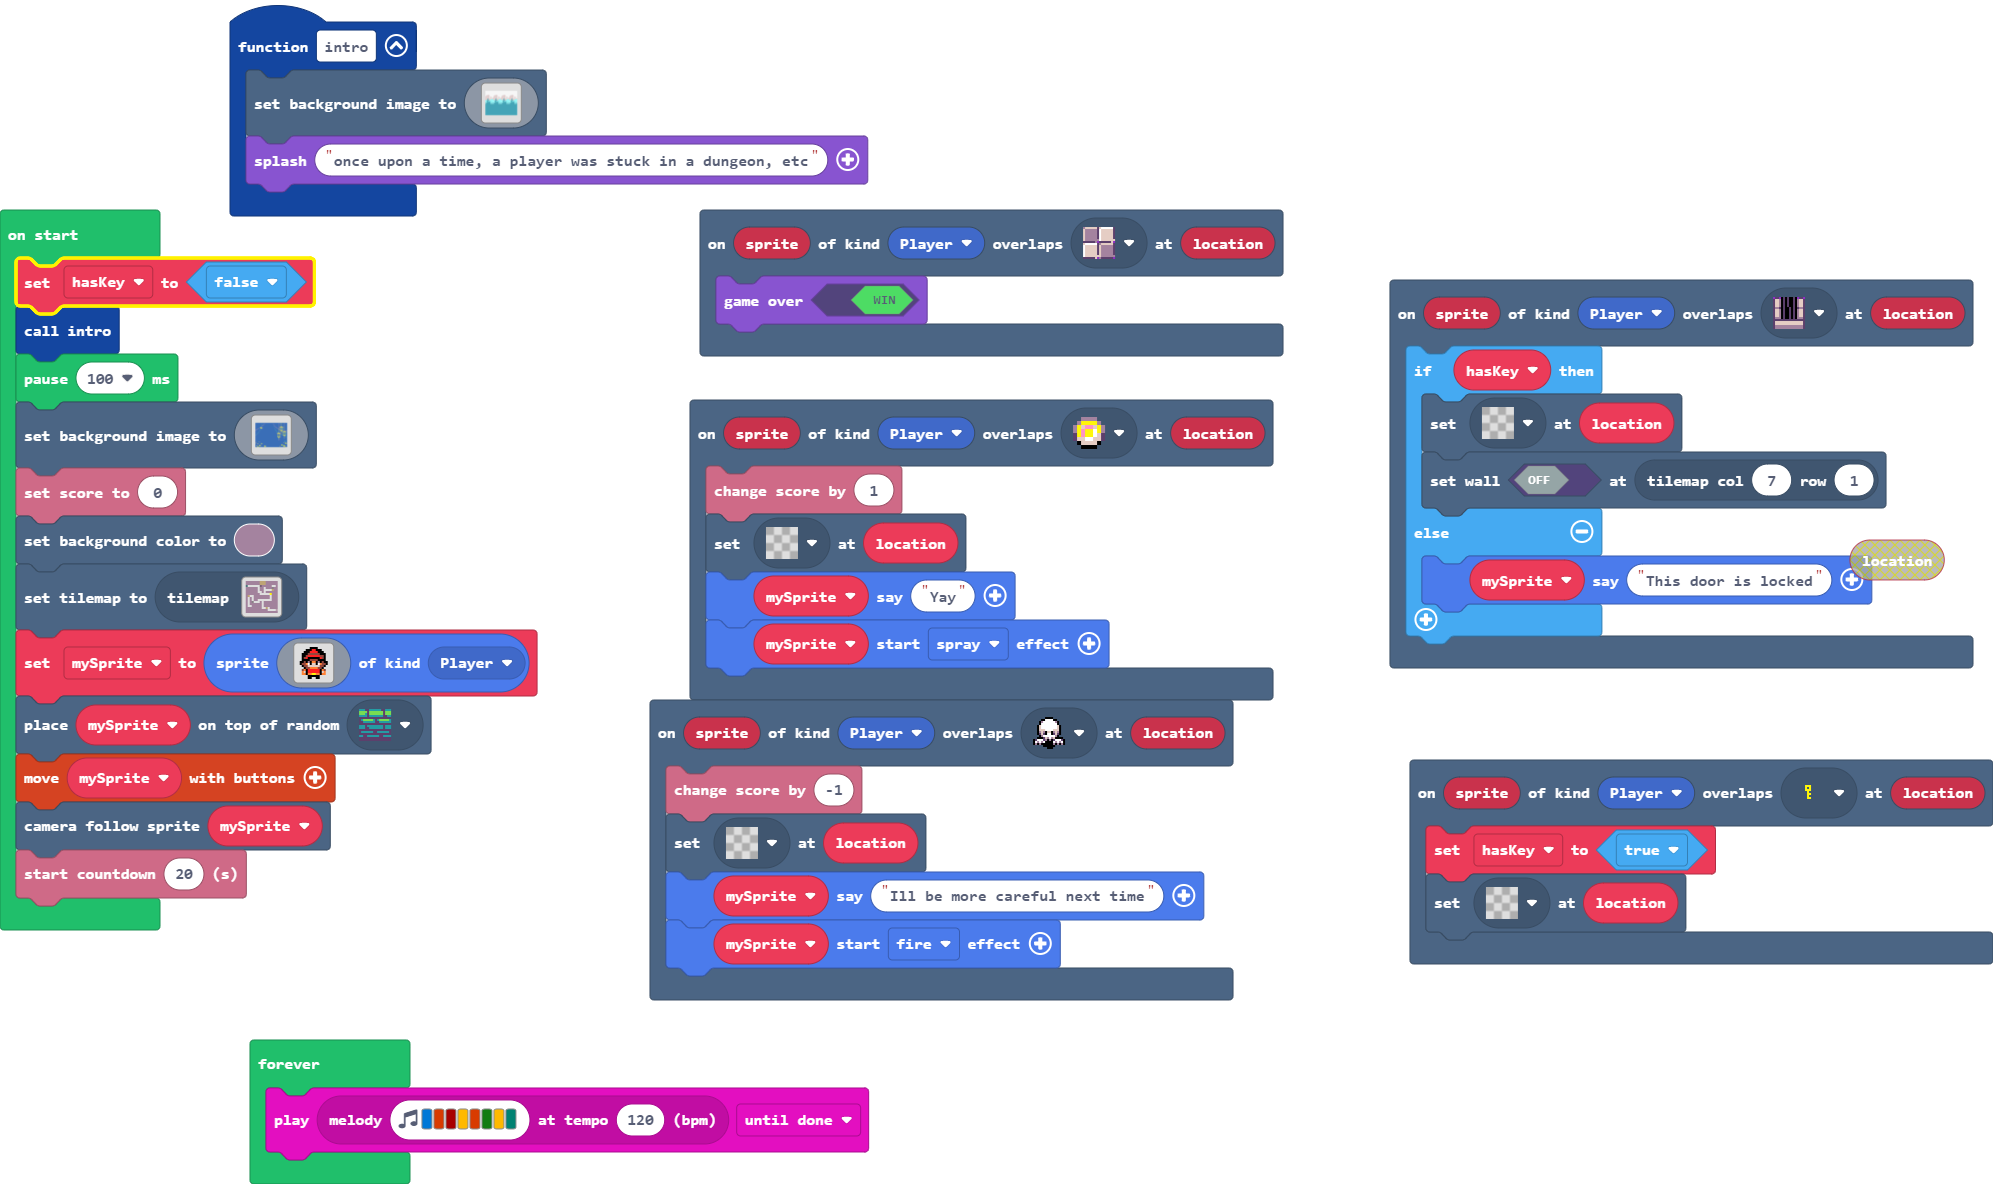 function intro
set background image to
splash "once upon a time, a player was stuck in a dungeon, etc"
on start
set hasKey to false
call intro
pause 100 ms
set background image to
set score to 0
set background color to
set tilemap to tilemap
set mySprite to sprite of kind Player
place mySprite on top of random
move mySprite with buttons
camera follow sprite mySprite
start countdown 20 (s)
on sprite of kind Player overlaps at location
game over WIN
on sprite of kind Player overlaps at location
change score by 1
set at location
mySprite say "Yay"
mySprite start spray effect
on sprite of kind Player overlaps at location
change score by -1
set at location
mySprite say "Ill be more careful next time"
mySprite start fire effect
on sprite of kind Player overlaps at location
if hasKey then
set at location
set wall OFF at tilemap col 7 row 1
else
location
mySprite say "This door is locked"
on sprite of kind Player overlaps at location
set hasKey to true
set at location
forever
play melody at tempo 120 (bpm) until done